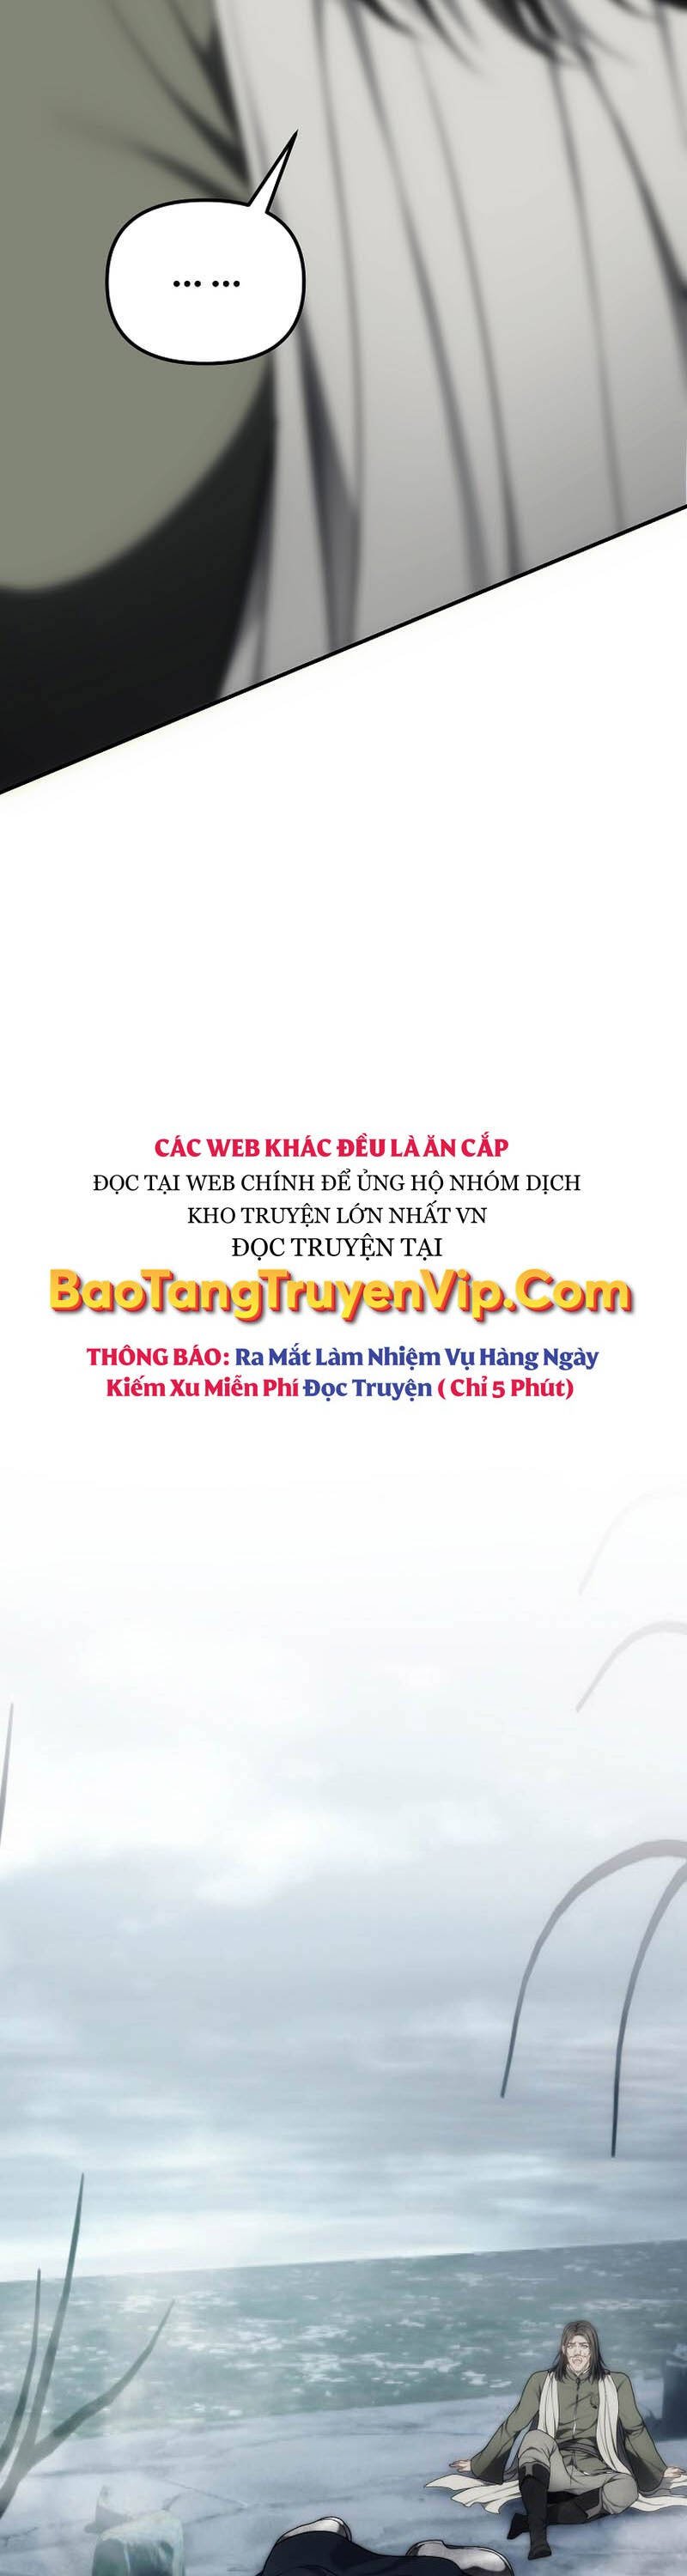 ... ...
CÁC WEB KHÁC ĐỀU LÀ ĂN CẮP
ĐỌC TẠI WEB CHÍNH ĐỂ ỦNG HỘ NHÓM DỊCH
KHO TRUYỆN LỚN NHẤT VN
ĐỌC TRUYỆN TẠI
BaoTangTruyenVip.Com
THÔNG BÁO: Ra Mắt Làm Nhiệm Vụ Hàng Ngày
Kiếm Xu Miễn Phí Đọc Truyện ( Chỉ 5 Phút)